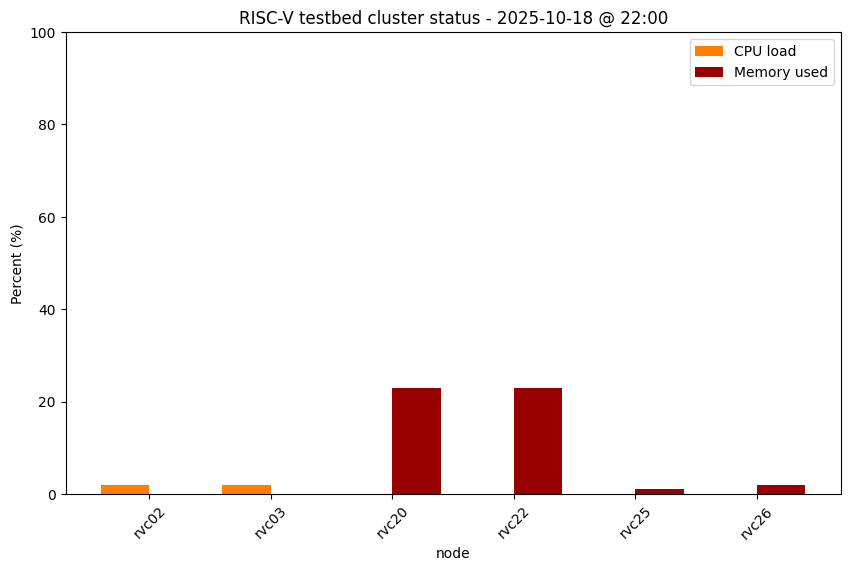 RISC-V testbed cluster status - 2025-10-18 @ 22:00
CPU load
Memory used
Percent (%)
100
80
60
40
20
0
rvc02
rvc03
rvc20
rvc22
rvc25
rvc26
node